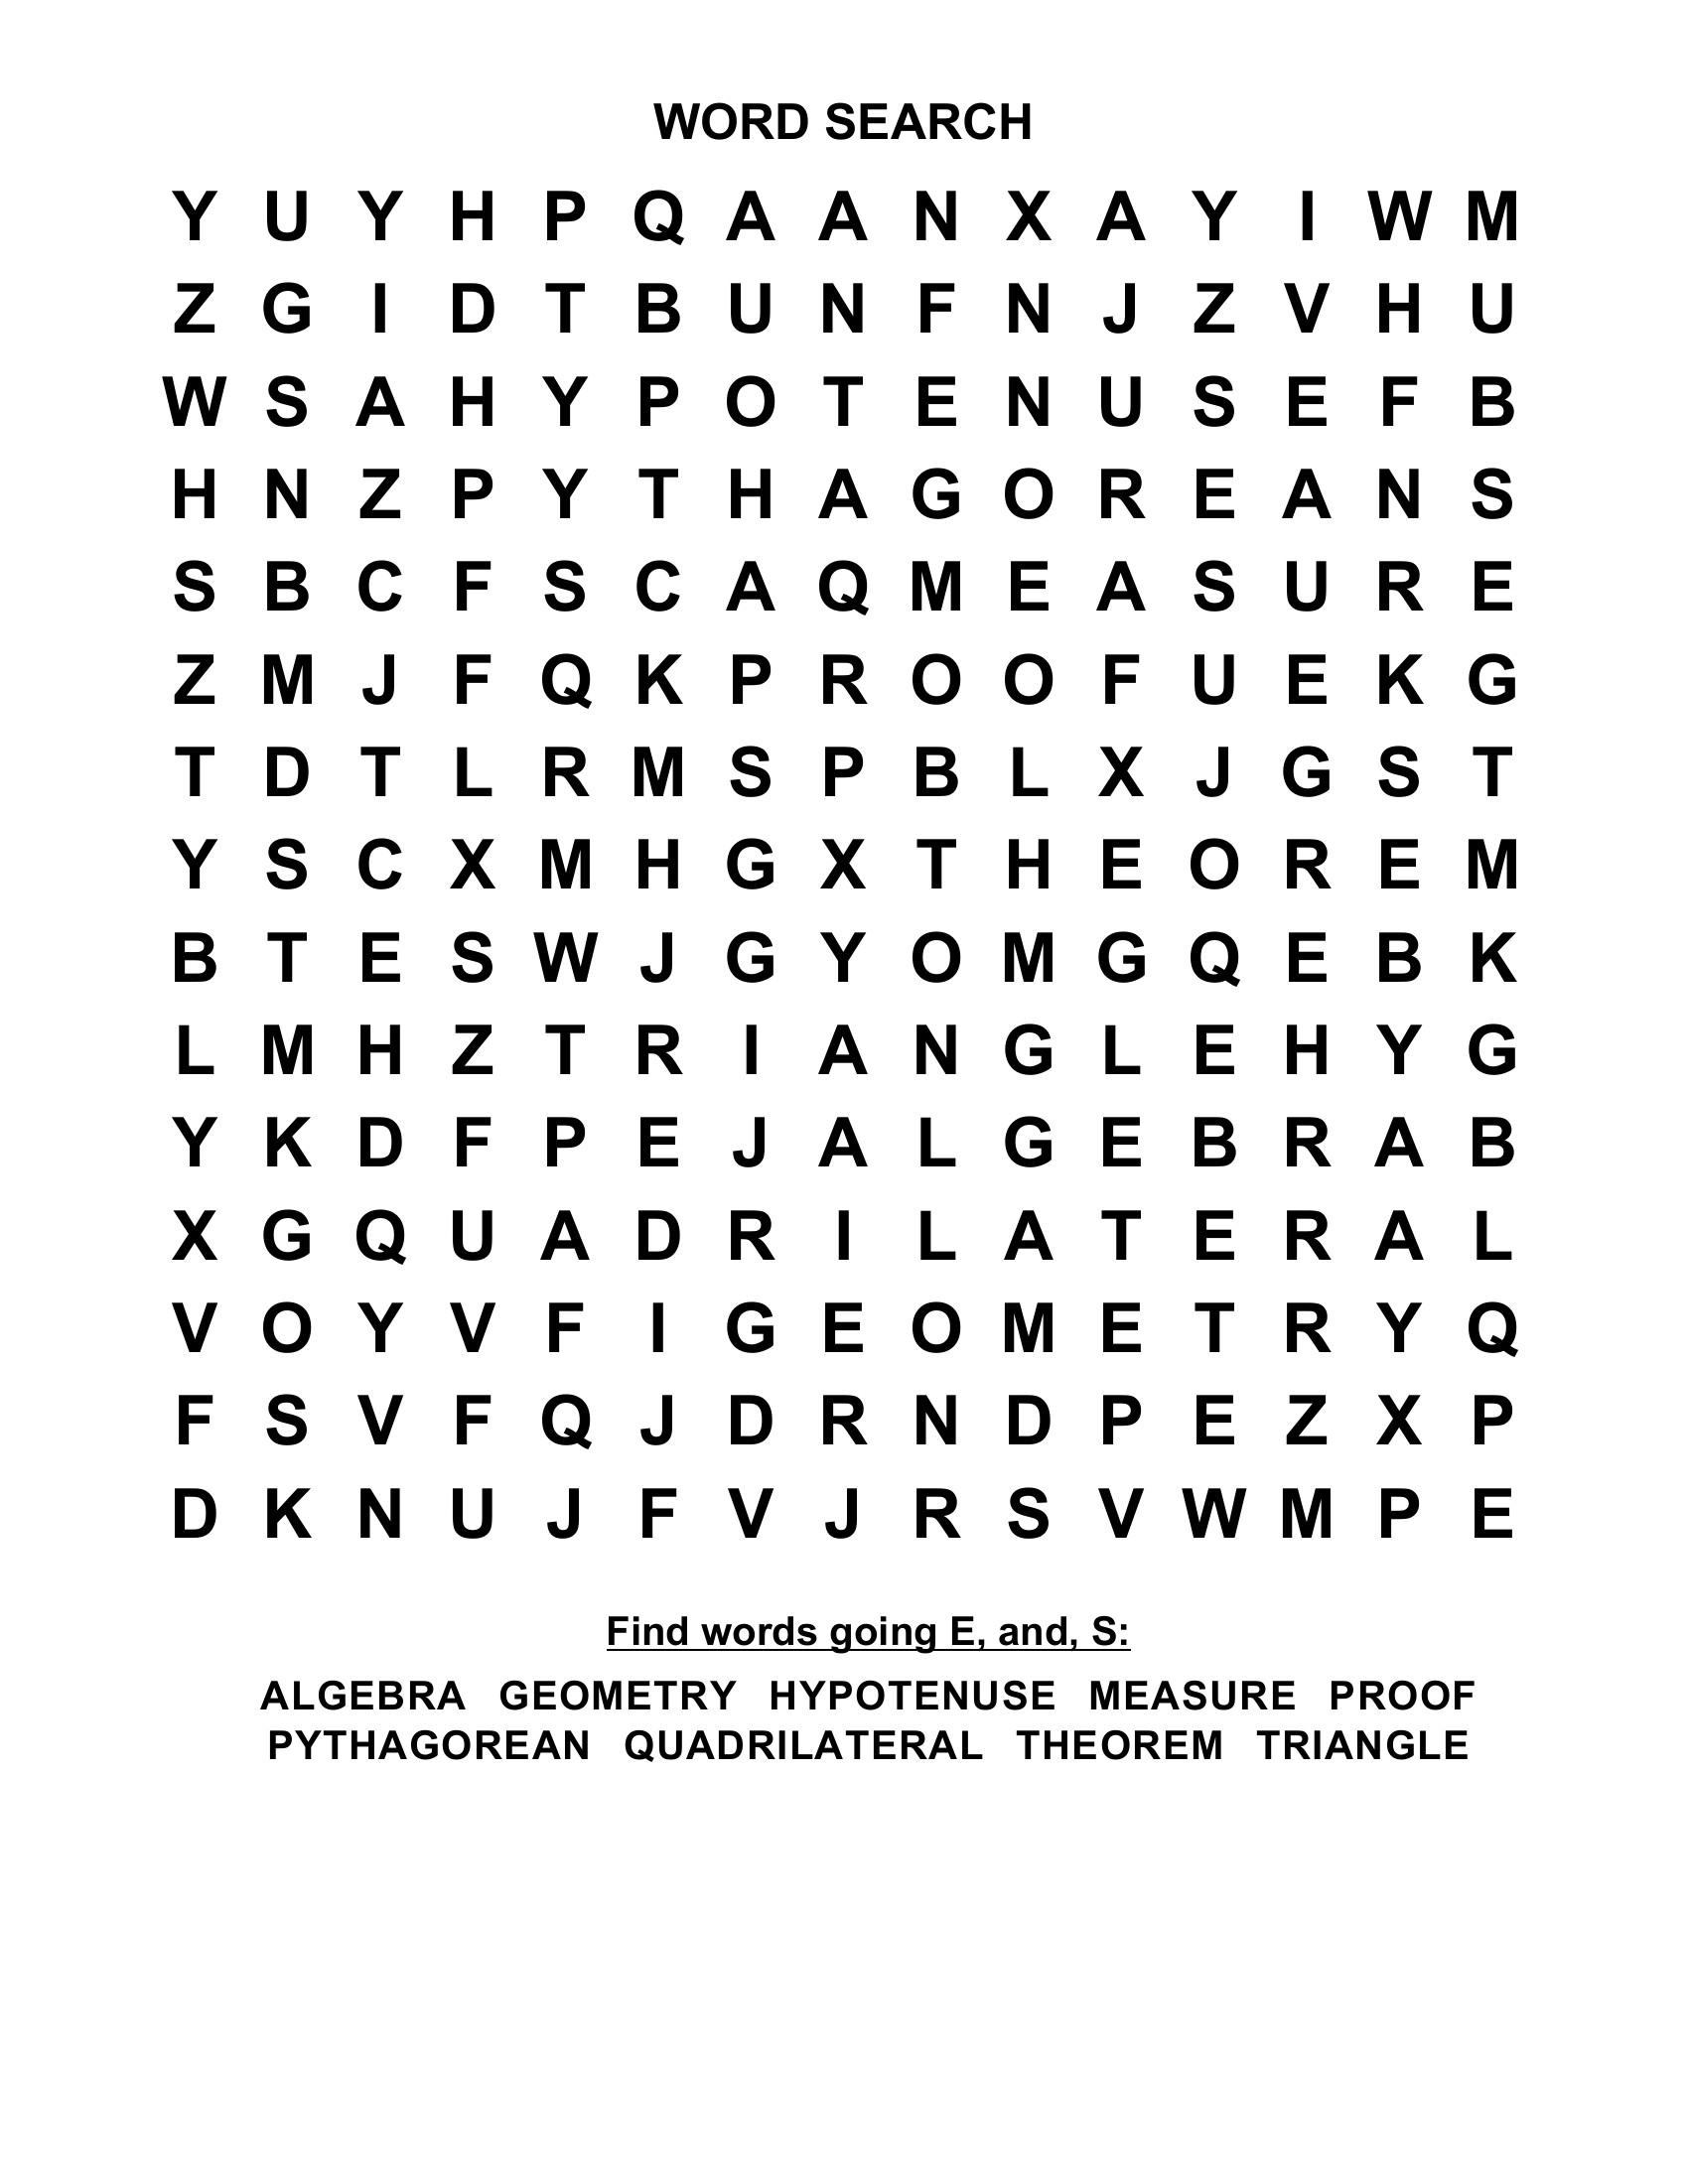 WORD SEARCH
Y U Y H P Q A A N X A Y I W M
Z G I D T B U N F N J Z V H U
W S A H Y P O T E N U S E F B
H N Z P Y T H A G O R E A N S
S B C F S C A Q M E A S U R E
Z M J F Q K P R O O F U E K G
T D T L R M S P B L X J G S T
Y S C X M H G X T H E O R E M
B T E S W J G Y O M G Q E B K
L M H Z T R I A N G L E H Y G
Y K D F P E J A L G E B R A B
X G Q U A D R I L A T E R A L
V O Y V F I G E O M E T R Y Q
F S V F Q J D R N D P E Z X P
D K N U J F V J R S V W M P E
Find words going E, and, S:
ALGEBRA GEOMETRY HYPOTENUSE MEASURE PROOF
PYTHAGOREAN QUADRILATERAL THEOREM TRIANGLE